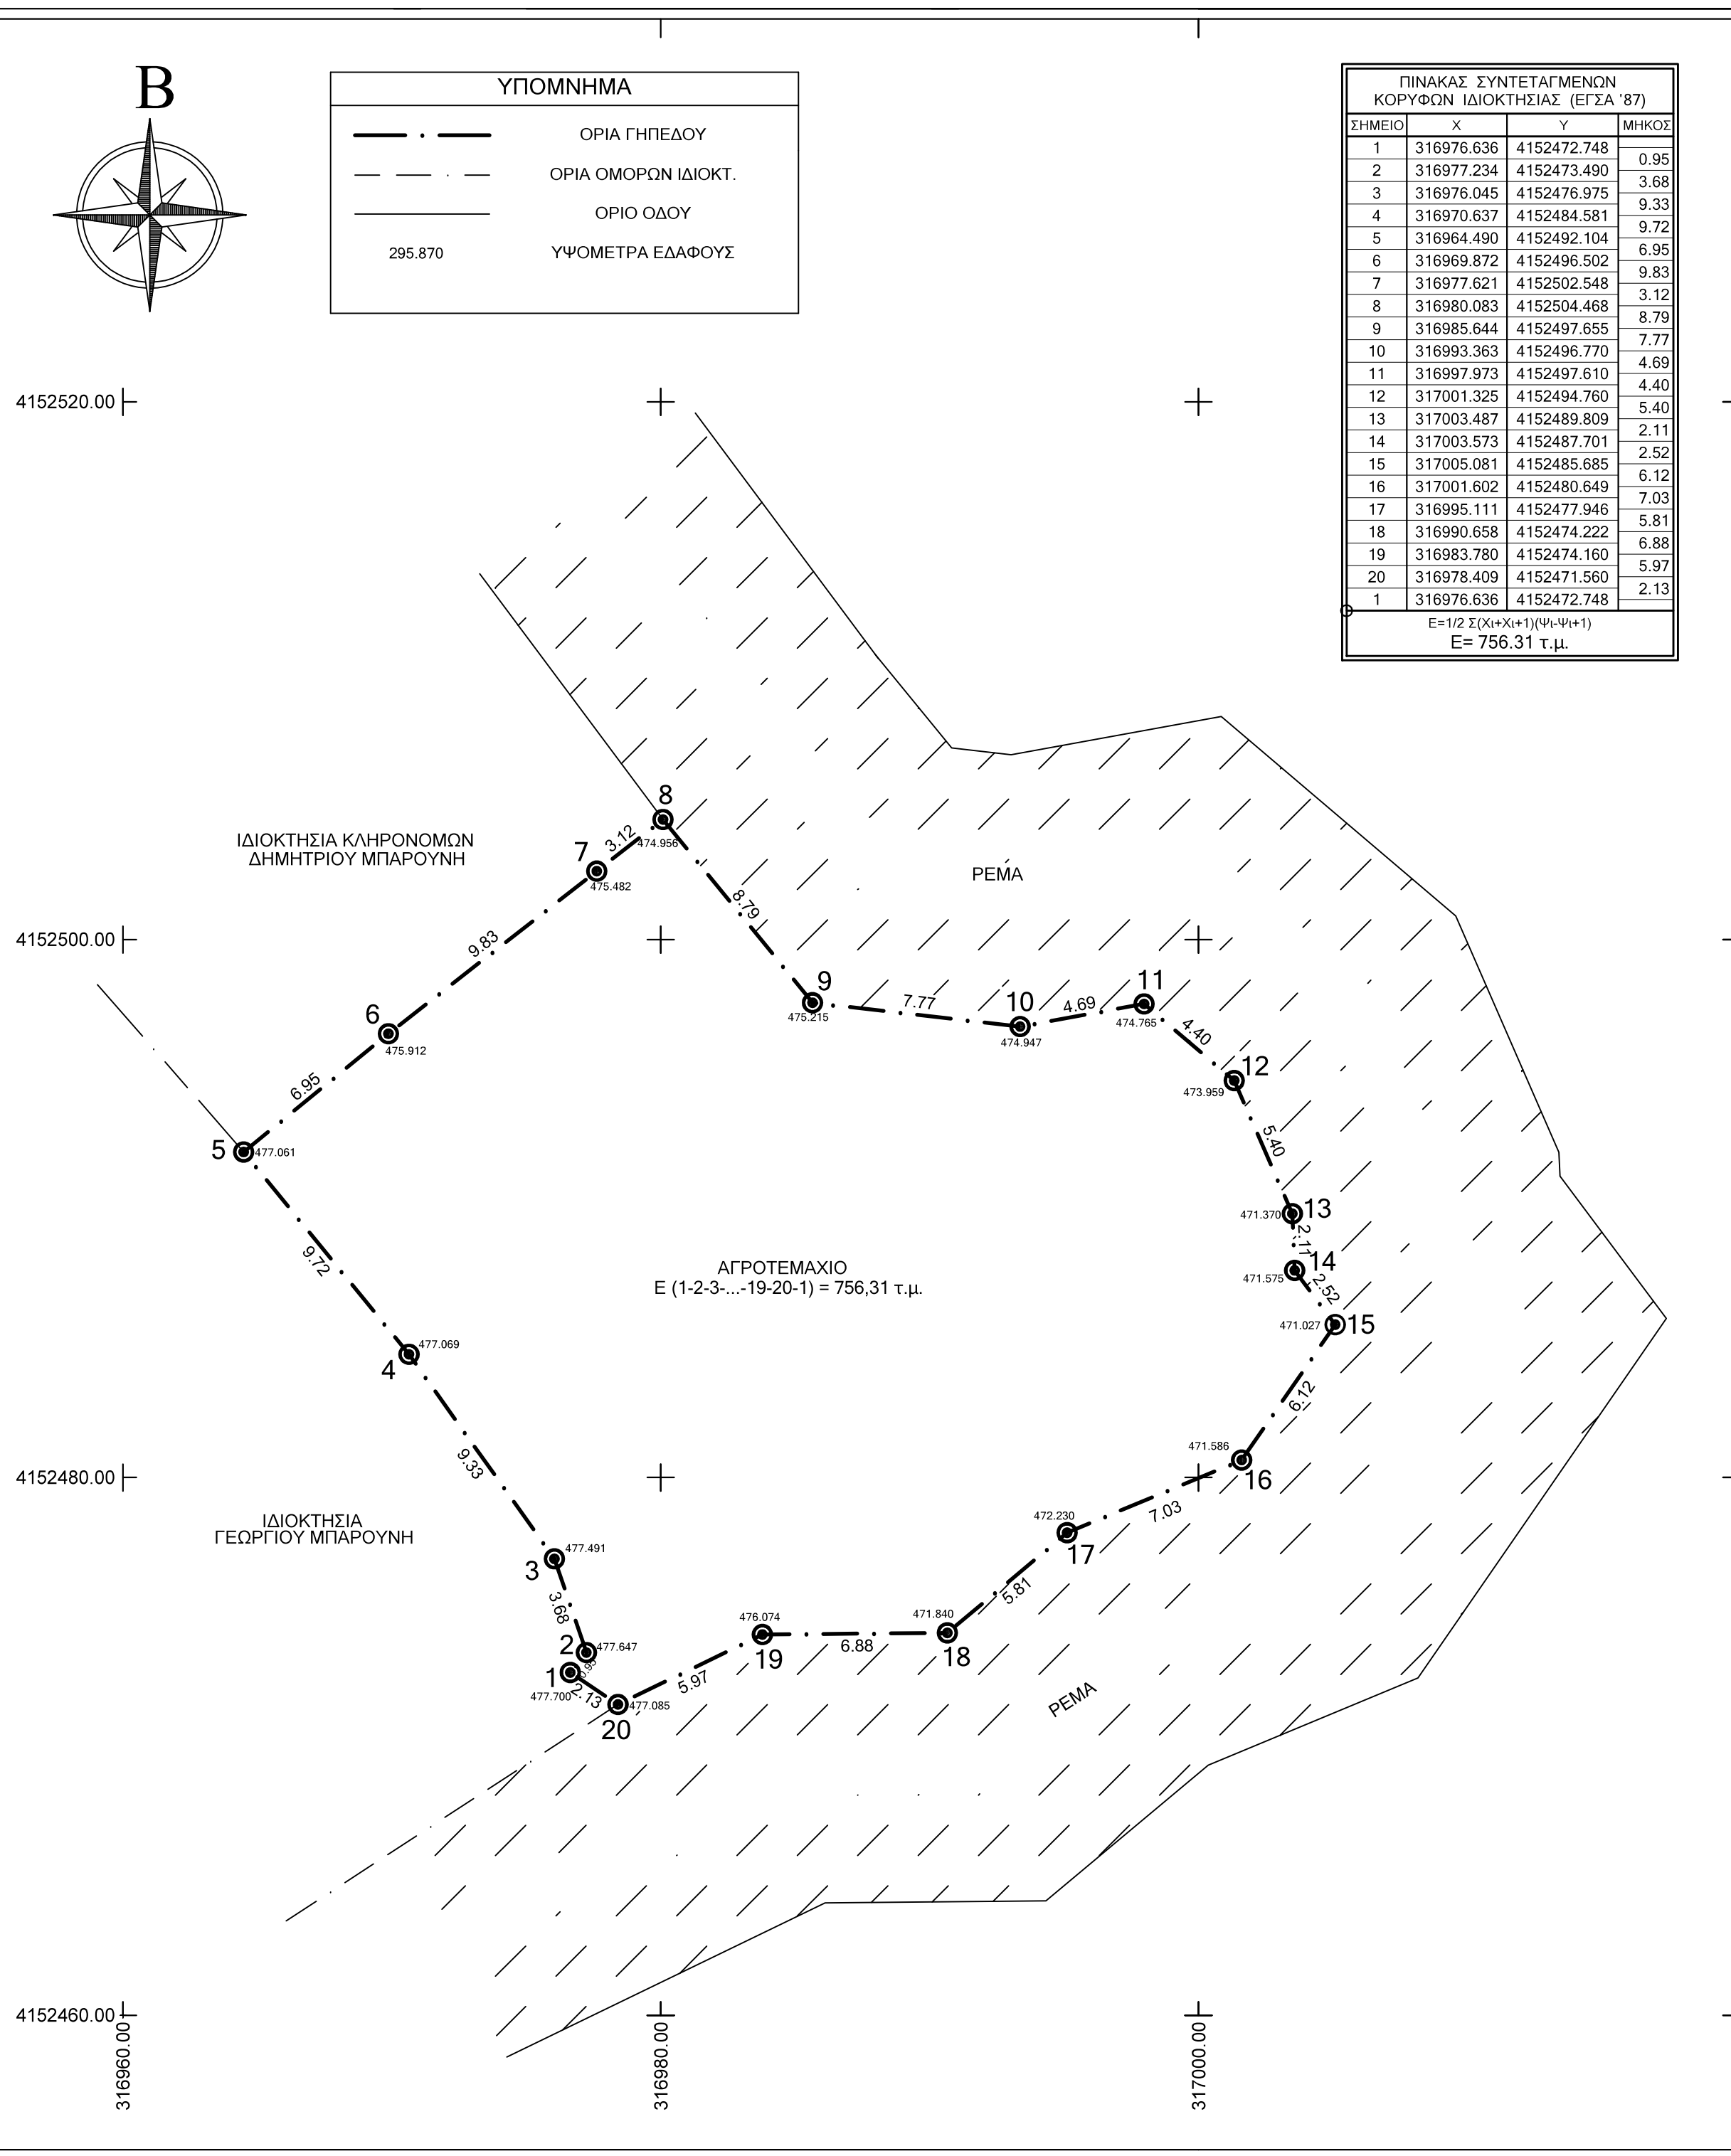 Β
ΥΠΟΜΝΗΜΑ
ΟΡΙΑ ΓΗΠΕΔΟΥ
ΟΡΙΑ ΟΜΟΡΩΝ ΙΔΙΟΚΤ.
ΟΡΙΟ ΟΔΟΥ
295.870 ΥΨΟΜΕΤΡΑ ΕΔΑΦΟΥΣ
ΠΙΝΑΚΑΣ ΣΥΝΤΕΤΑΓΜΕΝΩΝ
ΚΟΡΥΦΩΝ ΙΔΙΟΚΤΗΣΙΑΣ (ΕΓΣΑ '87)
ΣΗΜΕΙΟ X Y ΜΗΚΟΣ
1 316976.636 4152472.748
0.95
2 316977.234 4152473.490
3.68
3 316976.045 4152476.975
9.33
4 316970.637 4152484.581
9.72
5 316964.490 4152492.104
6.95
6 316969.872 4152496.502
9.83
7 316977.621 4152502.548
3.12
8 316980.083 4152504.468
8.79
9 316985.644 4152497.655
7.77
10 316993.363 4152496.770
4.69
11 316997.973 4152497.610
4.40
12 317001.325 4152494.760
5.40
13 317003.487 4152489.809
2.11
14 317003.573 4152487.701
2.52
15 317005.081 4152485.685
6.12
16 317001.602 4152480.649
7.03
17 316995.111 4152477.946
5.81
18 316990.658 4152474.222
6.88
19 316983.780 4152474.160
5.97
20 316978.409 4152471.560
2.13
1 316976.636 4152472.748
Ε=1/2 Σ(Χι+Χι+1)(Ψι-Ψι+1)
Ε= 756.31 τ.μ.
4152520.00
8
474.956
3.12
7
475.482
ΙΔΙΟΚΤΗΣΙΑ ΚΛΗΡΟΝΟΜΩΝ
ΔΗΜΗΤΡΙΟΥ ΜΠΑΡΟΥΝΗ
ΡΕΜΑ
8.79
9.83
4152500.00
9
475.215
7.77
10
474.947
4.69
11
474.765
4.40
6
475.912
6.95
12
473.959
5.40
5
477.061
13
471.370
2.11
14
471.575
2.52
15
471.027
9.72
ΑΓΡΟΤΕΜΑΧΙΟ
Ε (1-2-3-...-19-20-1) = 756,31 τ.μ.
4
477.069
6.12
9.33
471.586
16
4152480.00
7.03
472.230
17
ΙΔΙΟΚΤΗΣΙΑ
ΓΕΩΡΓΙΟΥ ΜΠΑΡΟΥΝΗ
3
477.491
3.68
5.81
471.840
18
6.88
476.074
19
2
477.647
1
0.95
477.700
2.13
477.085
20
5.97
ΡΕΜΑ
4152460.00
316960.00
316980.00
317000.00